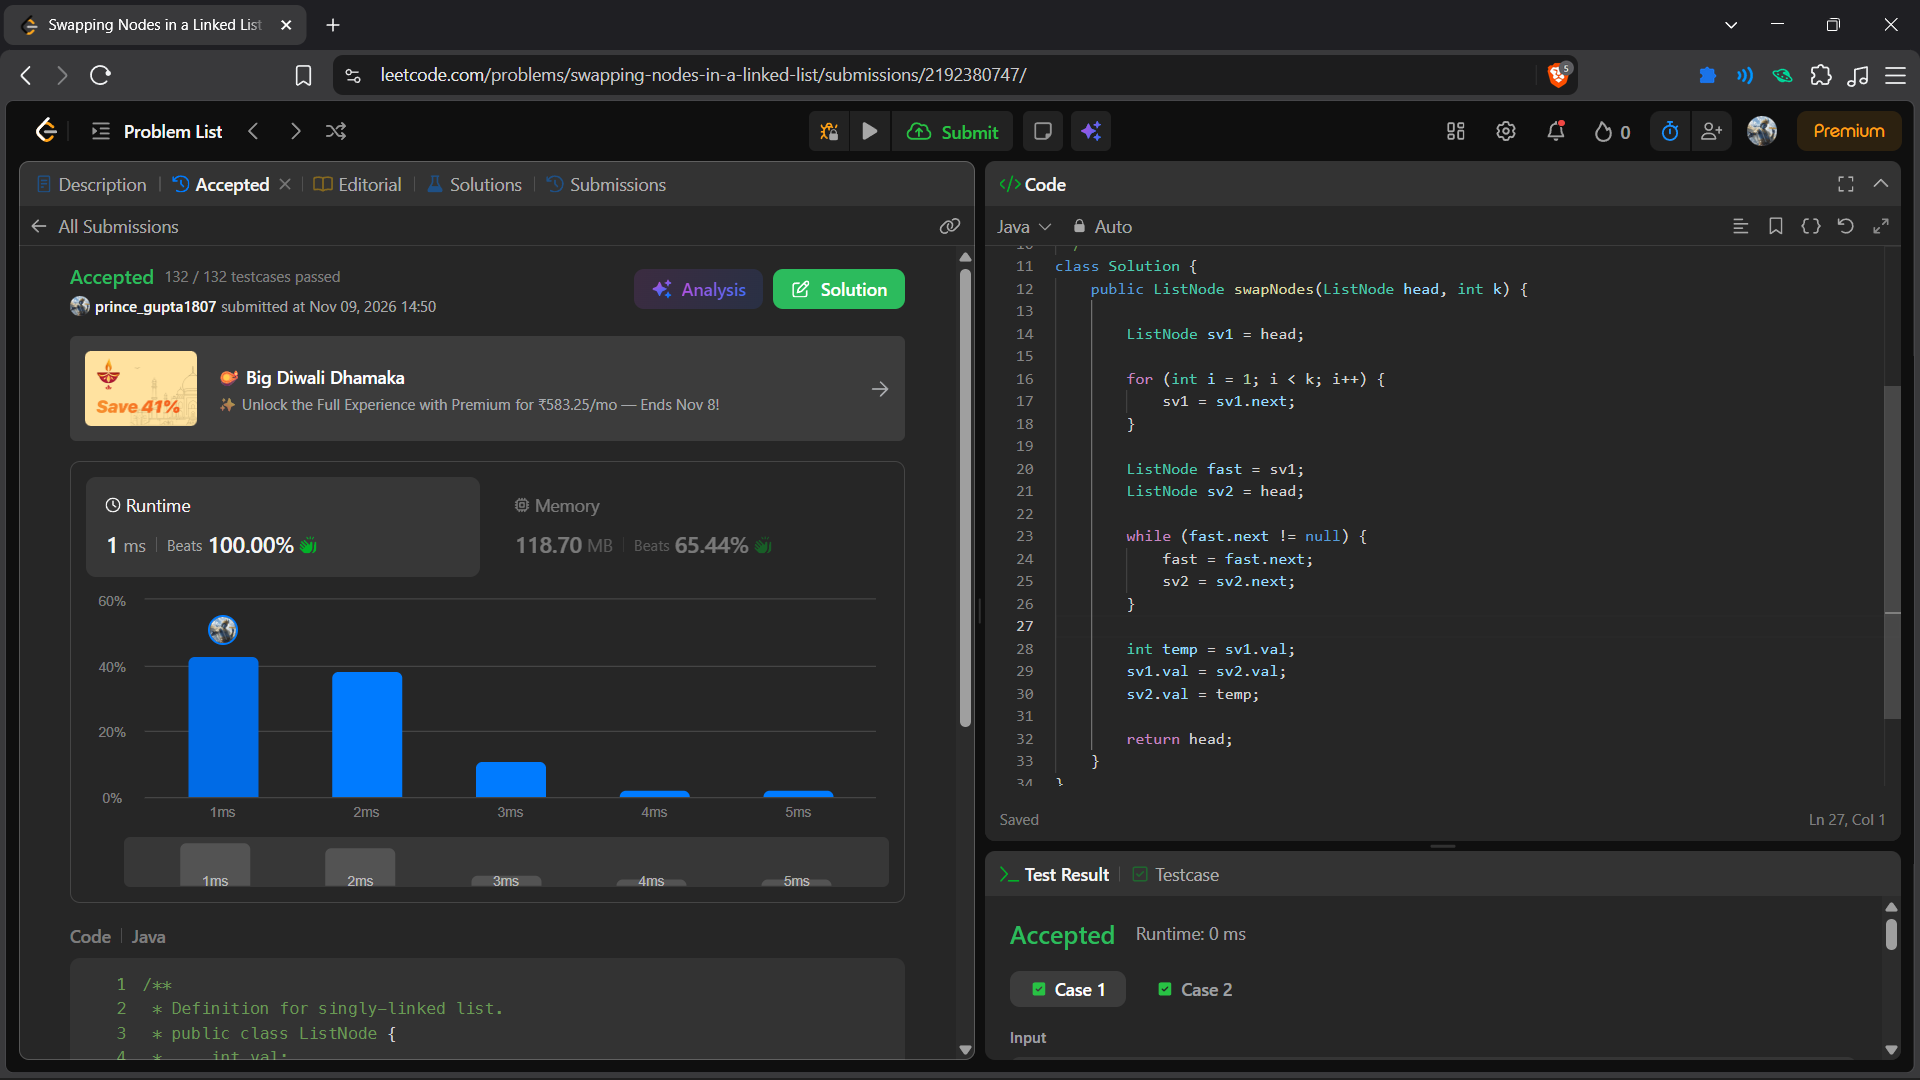 Swapping Nodes in a Linked List
leetcode.com/problems/swapping-nodes-in-a-linked-list/submissions/2192380747/
5
Problem List
Submit
0
Premium
Description
Accepted
Editorial
Solutions
Submissions
All Submissions
Accepted 132 / 132 testcases passed
prince_gupta1807 submitted at Nov 09, 2026 14:50
Analysis
Solution
Save 41%
Big Diwali Dhamaka
Unlock the Full Experience with Premium for ₹583.25/mo — Ends Nov 8!
Runtime
1 ms Beats 100.00%
Memory
118.70 MB Beats 65.44%
60%
40%
20%
0%
1ms 2ms 3ms 4ms 5ms
1ms 2ms 3ms 4ms 5ms
Code Java
1 /**
2 * Definition for singly-linked list.
3 * public class ListNode {
4 * int val;
</> Code
Java Auto
10 */
11 class Solution {
12 public ListNode swapNodes(ListNode head, int k) {
13
14 ListNode sv1 = head;
15
16 for (int i = 1; i < k; i++) {
17 sv1 = sv1.next;
18 }
19
20 ListNode fast = sv1;
21 ListNode sv2 = head;
22
23 while (fast.next != null) {
24 fast = fast.next;
25 sv2 = sv2.next;
26 }
27
28 int temp = sv1.val;
29 sv1.val = sv2.val;
30 sv2.val = temp;
31
32 return head;
33 }
34 }
Saved
Ln 27, Col 1
Test Result
Testcase
Accepted Runtime: 0 ms
Case 1
Case 2
Input